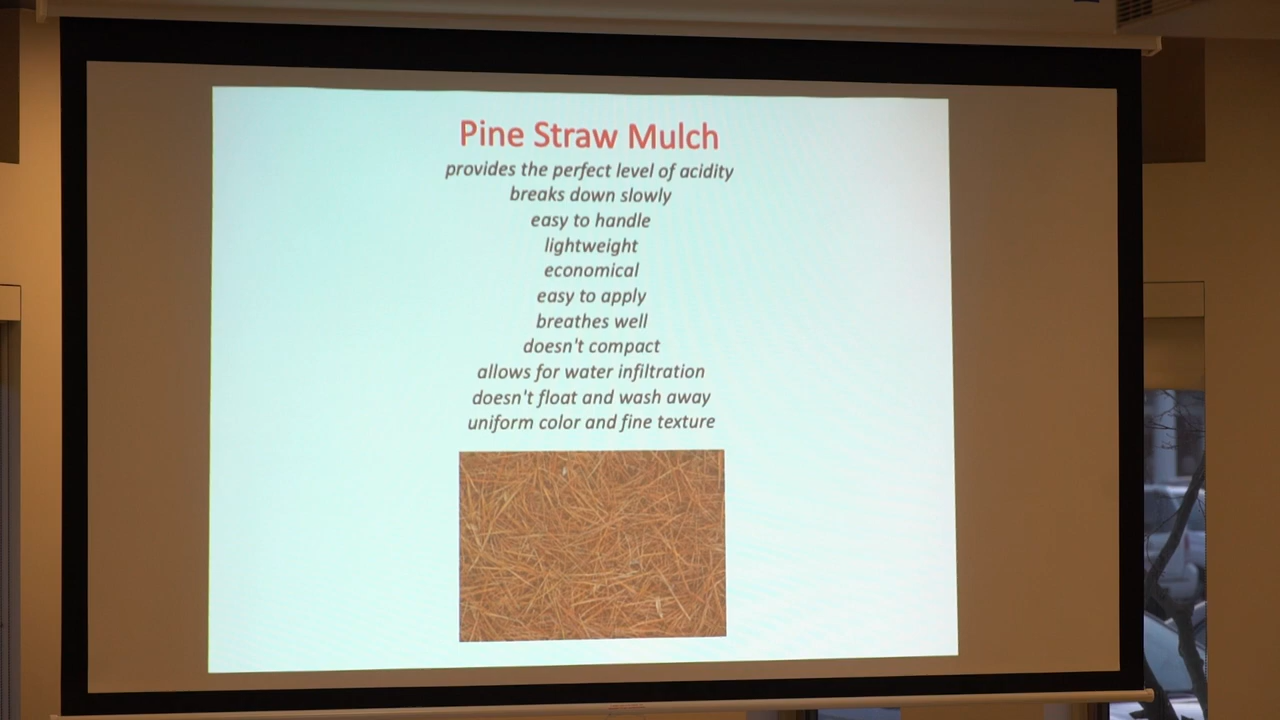 Pine Straw Mulch
provides the perfect level of acidity
breaks down slowly
easy to handle
lightweight
economical
easy to apply
breathes well
doesn't compact
allows for water infiltration
doesn't float and wash away
uniform color and fine texture